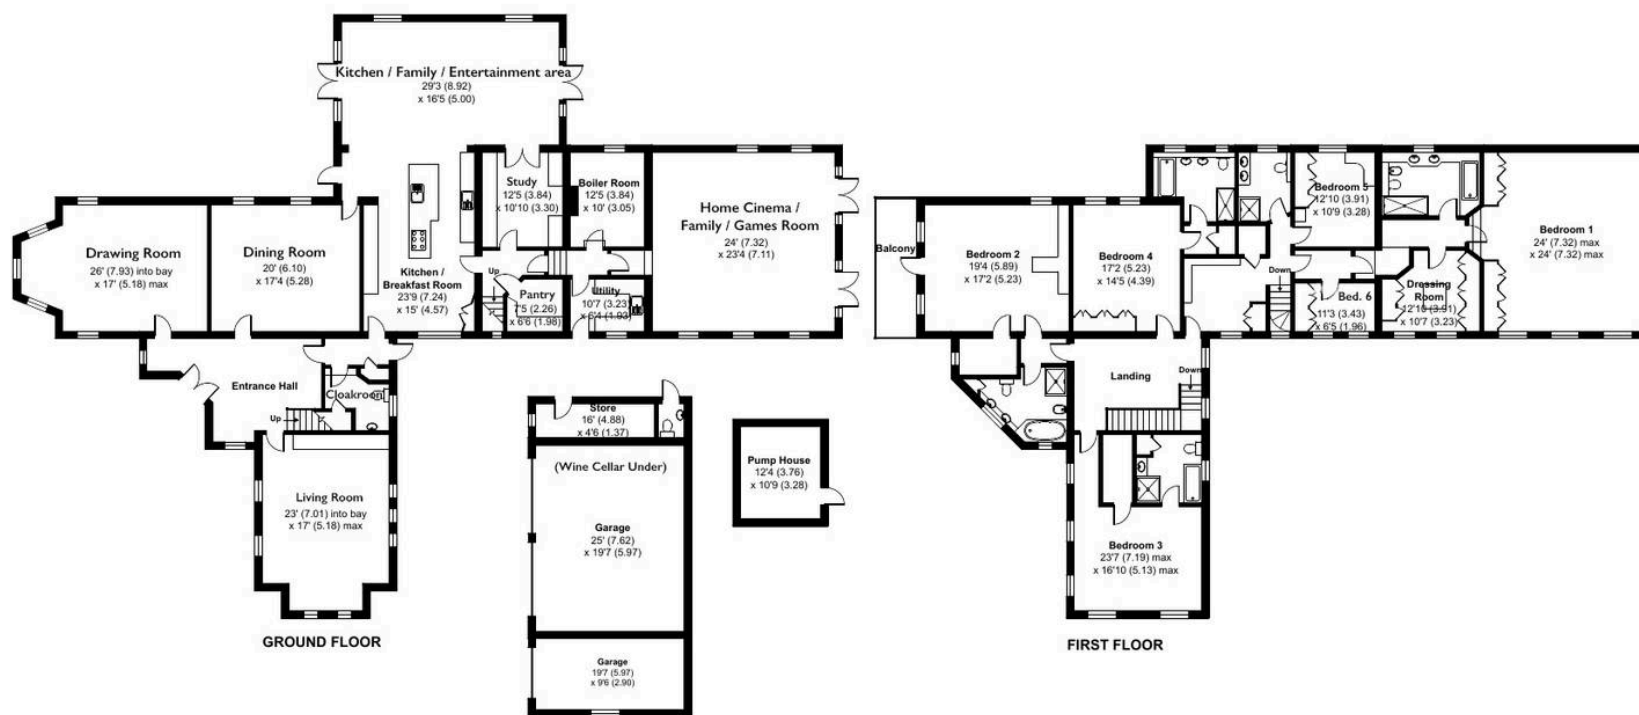 Kitchen / Family / Entertainment area
29'3 (8.92)
x 16'5 (5.00)
Study
12'5 (3.84)
x 10'10 (3.30)
Boiler Room
12'5 (3.84)
x 10' (3.05)
Home Cinema /
Family / Games Room
24' (7.32)
x 23'4 (7.11)
Drawing Room
26' (7.93) into bay
x 17' (5.18) max
Dining Room
20' (6.10)
x 17'4 (5.28)
Kitchen /
Breakfast Room
23'9 (7.24)
x 15' (4.57)
Up
Pantry
7'5 (2.26)
x 6'6 (1.98)
Utility
10'7 (3.23)
x 6'4 (1.93)
Entrance Hall
Cloakroom
Up
Living Room
23' (7.01) into bay
x 17' (5.18) max
GROUND FLOOR
Store
16' (4.88)
x 4'6 (1.37)
(Wine Cellar Under)
Garage
25' (7.62)
x 19'7 (5.97)
Garage
19'7 (5.97)
x 9'6 (2.90)
Pump House
12'4 (3.76)
x 10'9 (3.28)
Balcony
Bedroom 2
19'4 (5.89)
x 17'2 (5.23)
Bedroom 4
17'2 (5.23)
x 14'5 (4.39)
Bedroom 5
12'10 (3.91)
x 10'9 (3.28)
Bedroom 1
24' (7.32) max
x 24' (7.32) max
Down
Bed. 6
11'3 (3.43)
x 6'5 (1.96)
Dressing
Room
12'10 (3.91)
x 10'7 (3.23)
Landing
Down
Bedroom 3
23'7 (7.19) max
x 16'10 (5.13) max
FIRST FLOOR